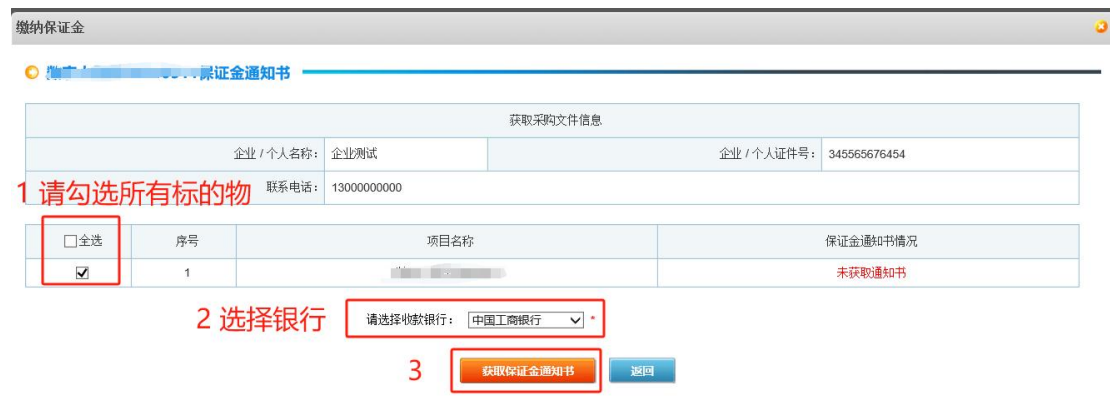 缴纳保证金
保证金通知书
获取采购文件信息
企业 / 个人名称： 企业测试 企业 / 个人证件号： 345565676454
联系电话： 13000000000
1 请勾选所有标的物
全选 序号 项目名称 保证金通知书情况
1 未获取通知书
2 选择银行 请选择收款银行： 中国工商银行 *
3 获取保证金通知书 返回